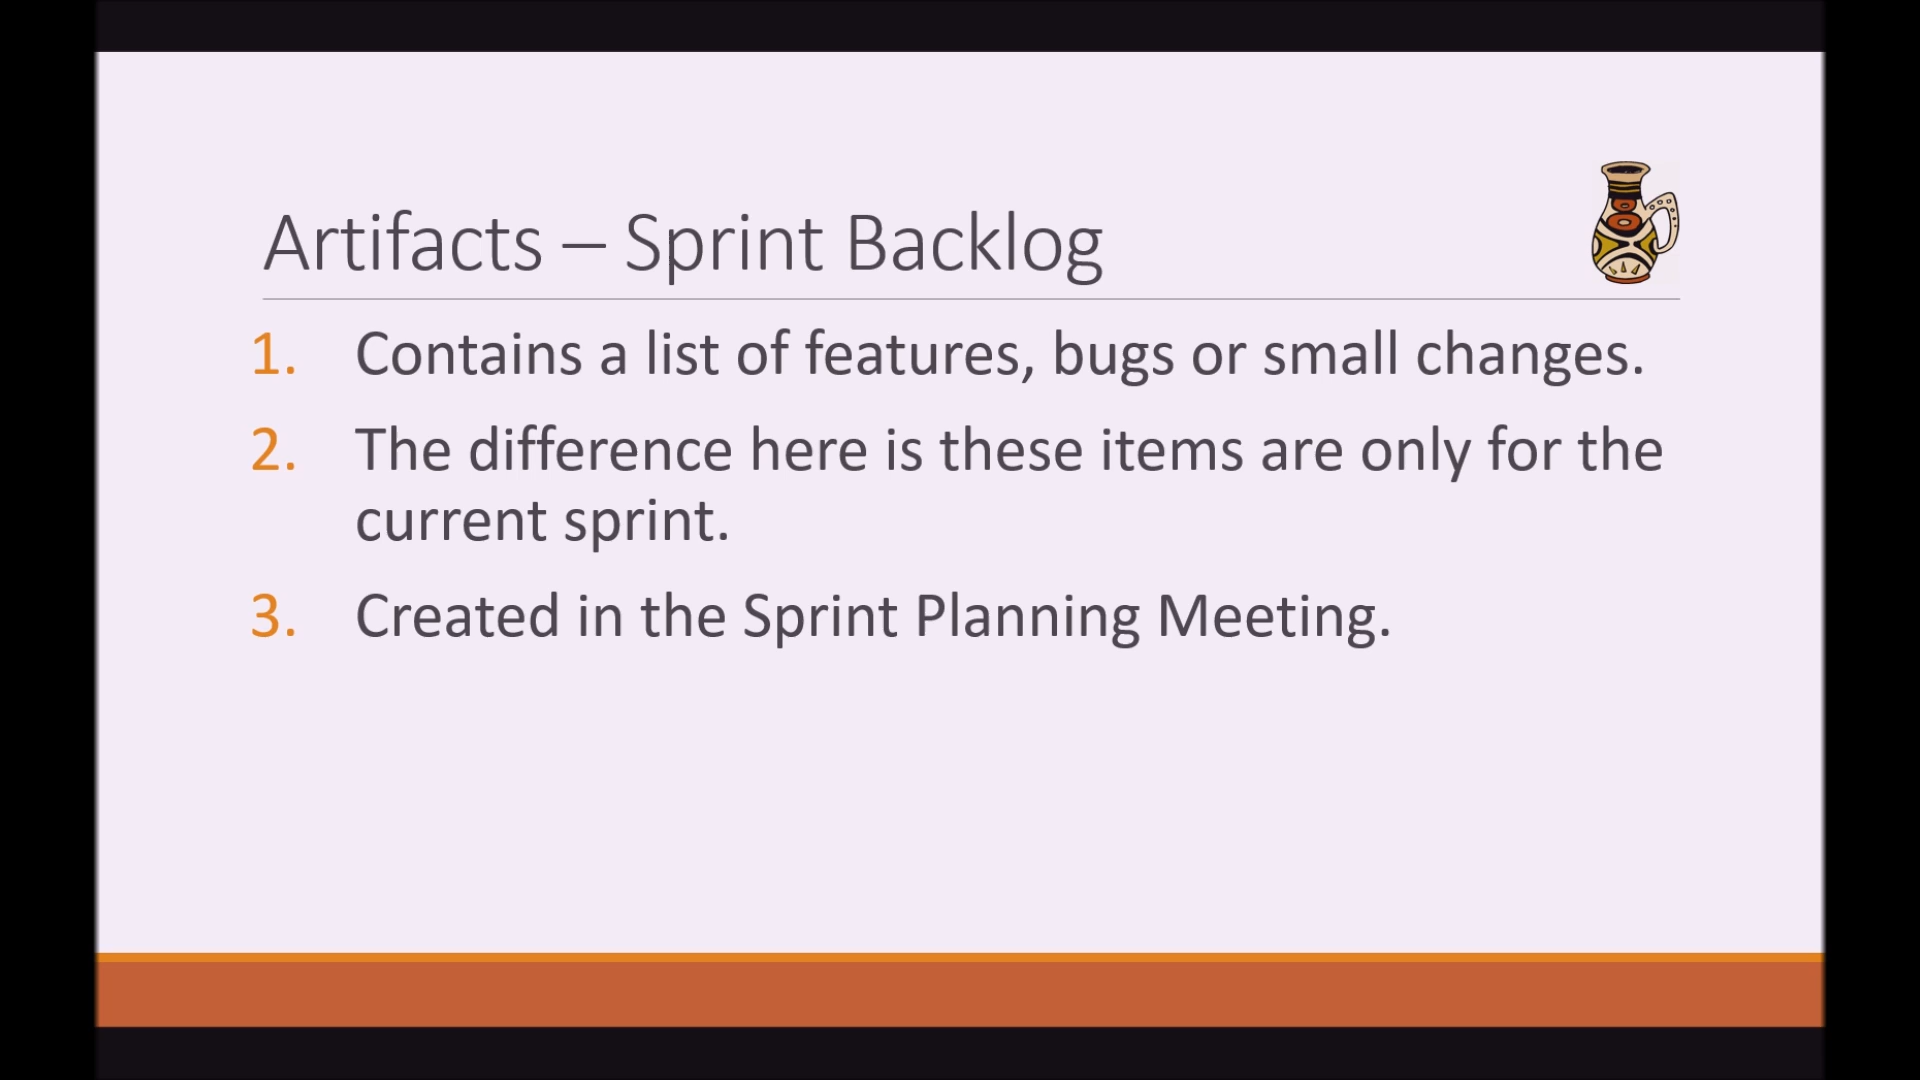 Artifacts – Sprint Backlog
1. Contains a list of features, bugs or small changes.
2. The difference here is these items are only for the
current sprint.
3. Created in the Sprint Planning Meeting.